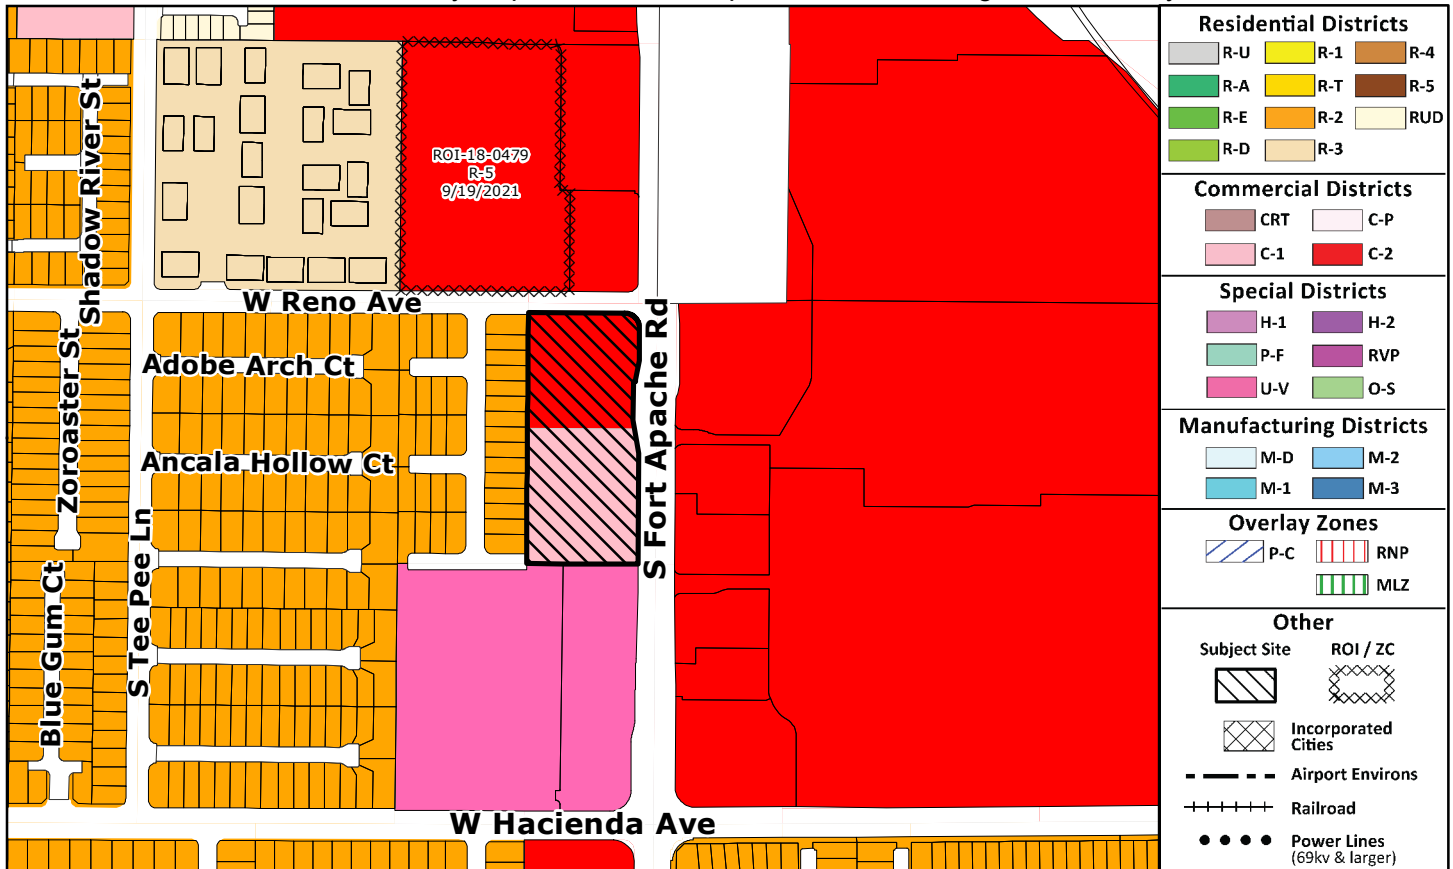 ROI-18-0479
R-5
9/19/2021
Shadow River St
W Reno Ave
Zoroaster St
Adobe Arch Ct
S Fort Apache Rd
Ancala Hollow Ct
S Tee Pee Ln
Blue Gum Ct
W Hacienda Ave
Residential Districts
R-U R-1 R-4
R-A R-T R-5
R-E R-2 RUD
R-D R-3
Commercial Districts
CRT C-P
C-1 C-2
Special Districts
H-1 H-2
P-F RVP
U-V O-S
Manufacturing Districts
M-D M-2
M-1 M-3
Overlay Zones
P-C RNP
MLZ
Other
Subject Site ROI / ZC
Incorporated
Cities
Airport Environs
Railroad
Power Lines
(69kv & larger)